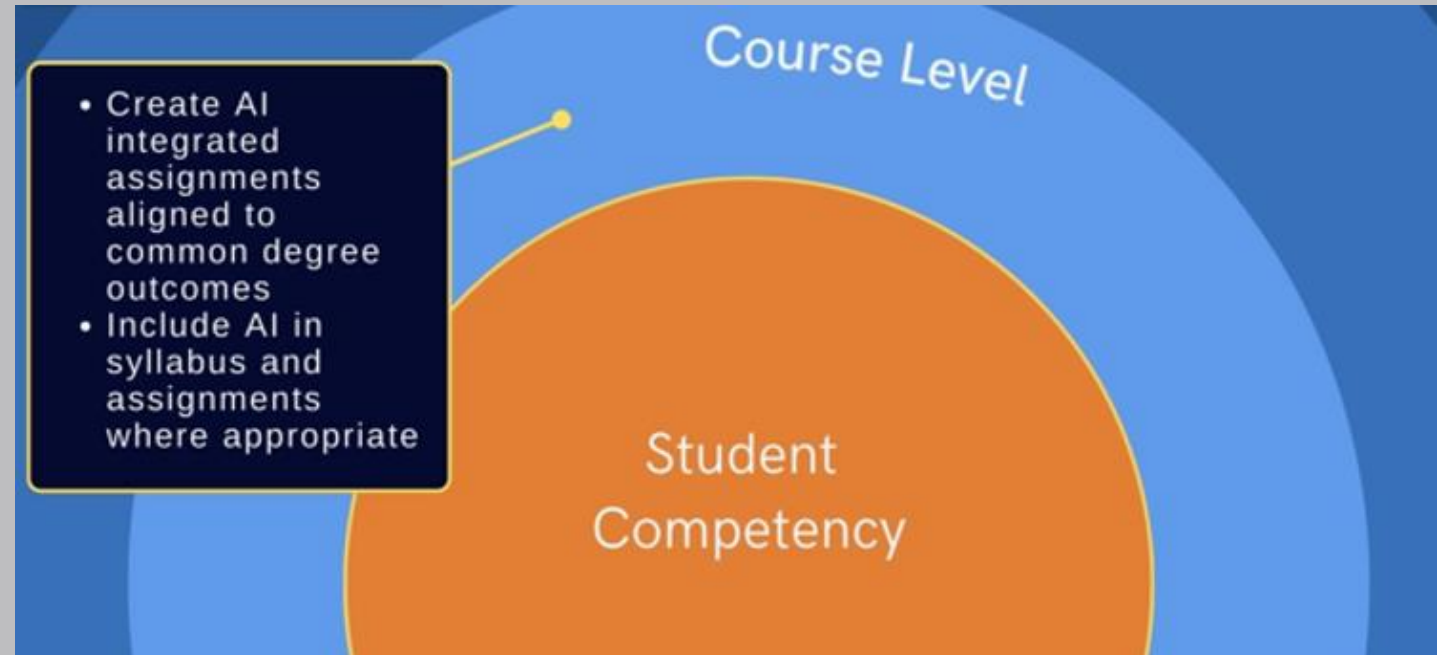 Course Level
• Create AI
integrated
assignments
aligned to
common degree
outcomes
• Include AI in
syllabus and
assignments
where appropriate
Student
Competency